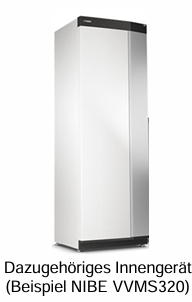 Dazugehöriges Innengerät
(Beispiel NIBE VVMS320)